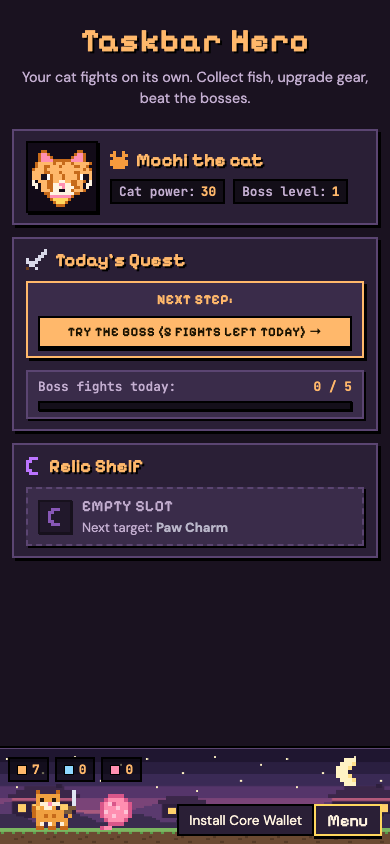 Taskbar Hero
Your cat fights on its own. Collect fish, upgrade gear,
beat the bosses.
Mochi the cat
Cat power: 30
Boss level: 1
Today's Quest
NEXT STEP:
TRY THE BOSS (5 FIGHTS LEFT TODAY) →
Boss fights today: 0 / 5
Relic Shelf
EMPTY SLOT
Next target: Paw Charm
7
0
0
Install Core Wallet
Menu